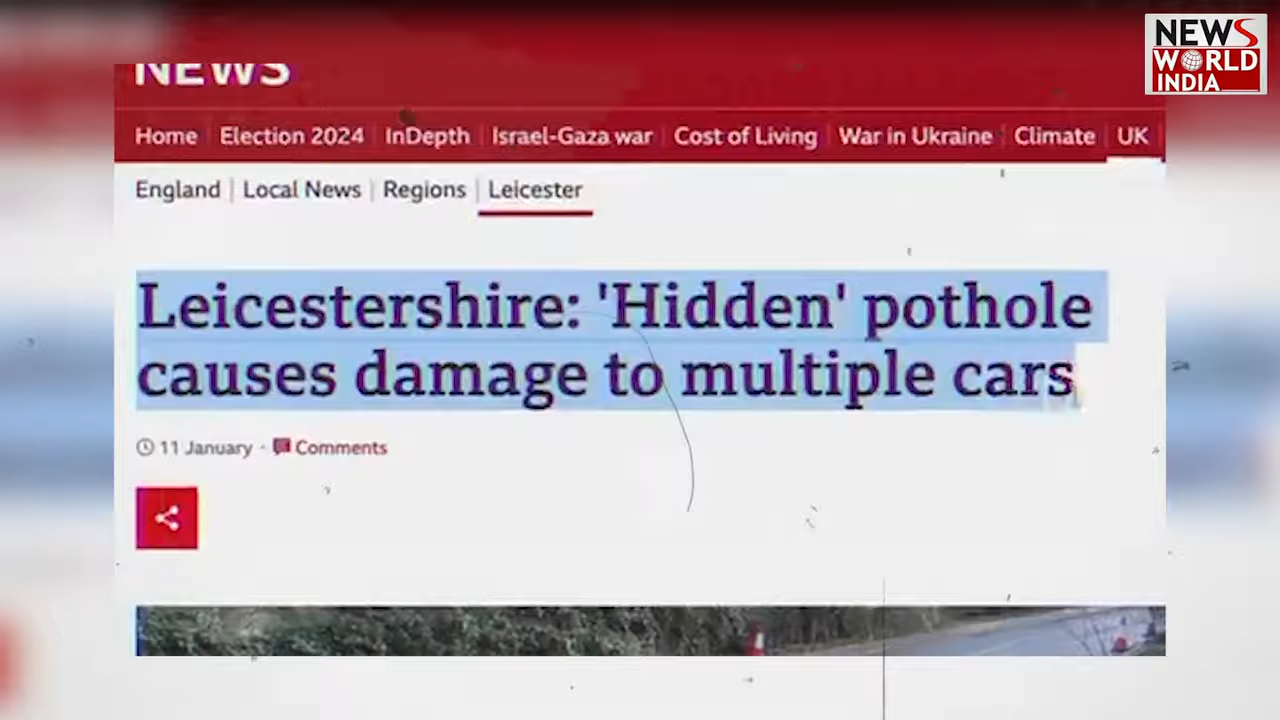 NEWS
WORLD
INDIA
NEWS
Home
Election 2024
InDepth
Israel-Gaza war
Cost of Living
War in Ukraine
Climate
UK
England
Local News
Regions
Leicester
Leicestershire: 'Hidden' pothole
causes damage to multiple cars
11 January · Comments